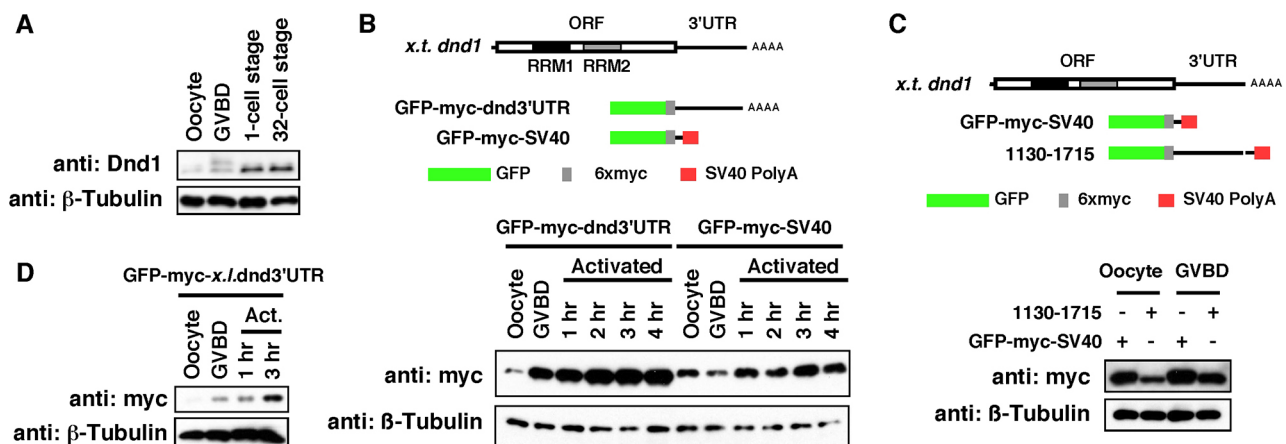 A
Oocyte
GVBD
1-cell stage
32-cell stage
anti: Dnd1
anti: β-Tubulin
B
ORF
3'UTR
x.t. dnd1
AAAA
RRM1
RRM2
GFP-myc-dnd3'UTR
AAAA
GFP-myc-SV40
GFP
6xmyc
SV40 PolyA
GFP-myc-dnd3'UTR
GFP-myc-SV40
Activated
Activated
Oocyte
GVBD
1 hr
2 hr
3 hr
4 hr
Oocyte
GVBD
1 hr
2 hr
3 hr
4 hr
anti: myc
anti: ß-Tubulin
C
ORF
3'UTR
x.t. dnd1
AAAA
GFP-myc-SV40
1130-1715
GFP
6xmyc
SV40 PolyA
Oocyte
GVBD
1130-1715 - + - +
GFP-myc-SV40 + - + -
anti: myc
anti: ß-Tubulin
D
GFP-myc-x.l.dnd3'UTR
Act.
Oocyte
GVBD
1 hr
3 hr
anti: myc
anti: β-Tubulin